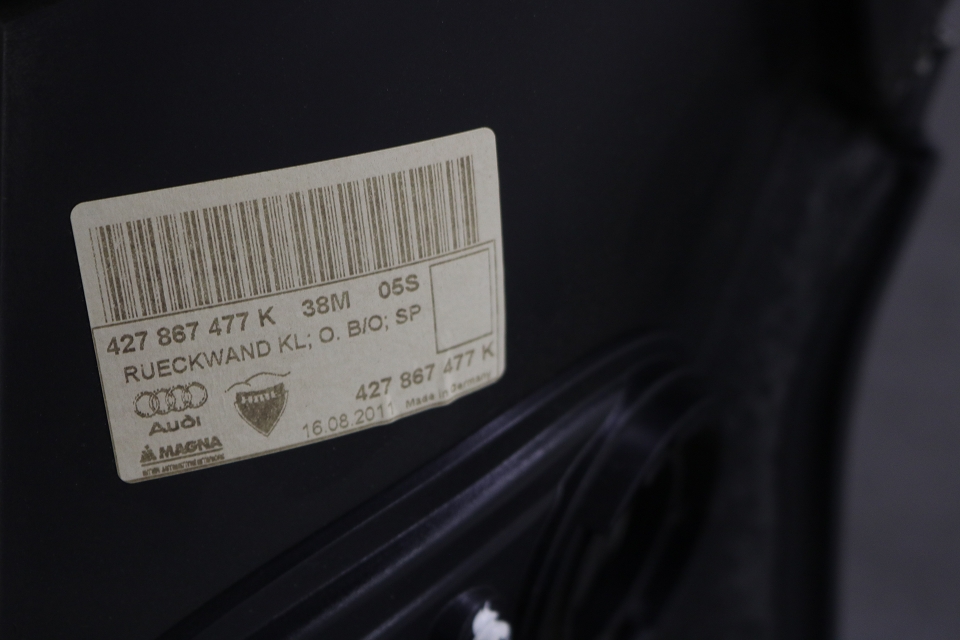 427 867 477 K 38M 05S
RUECKWAND KL; O. B/O; SP
427 867 477 K
Made in Germany
16.08.2011
AUDI
MAGNA